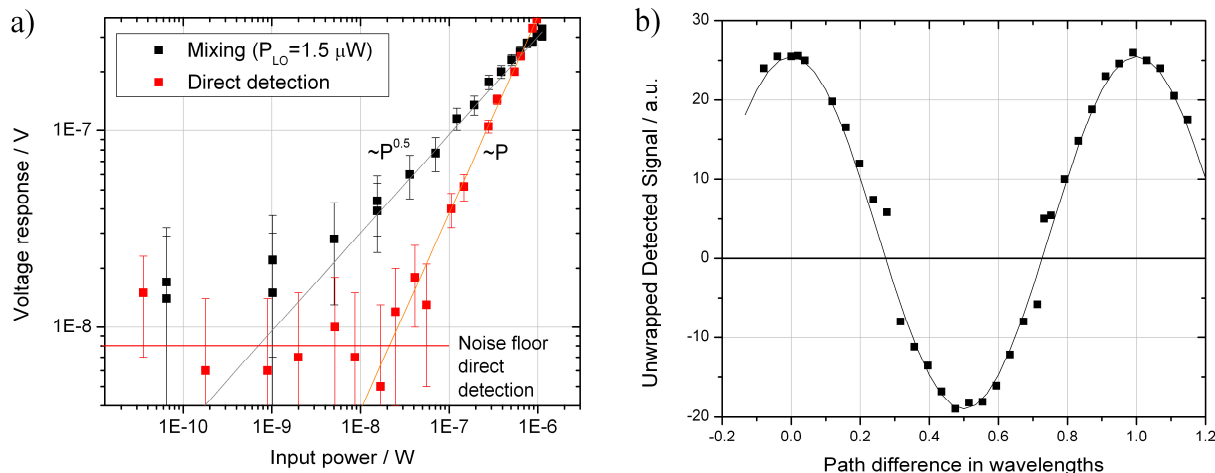 a)
Mixing (P_LO=1.5 µW)
Direct detection
1E-7
1E-8
Voltage response / V
~P^0.5
~P
Noise floor
direct
detection
1E-10
1E-9
1E-8
1E-7
1E-6
Input power / W
b)
30
20
10
0
-10
-20
Unwrapped Detected Signal / a.u.
-0.2
0.0
0.2
0.4
0.6
0.8
1.0
1.2
Path difference in wavelengths